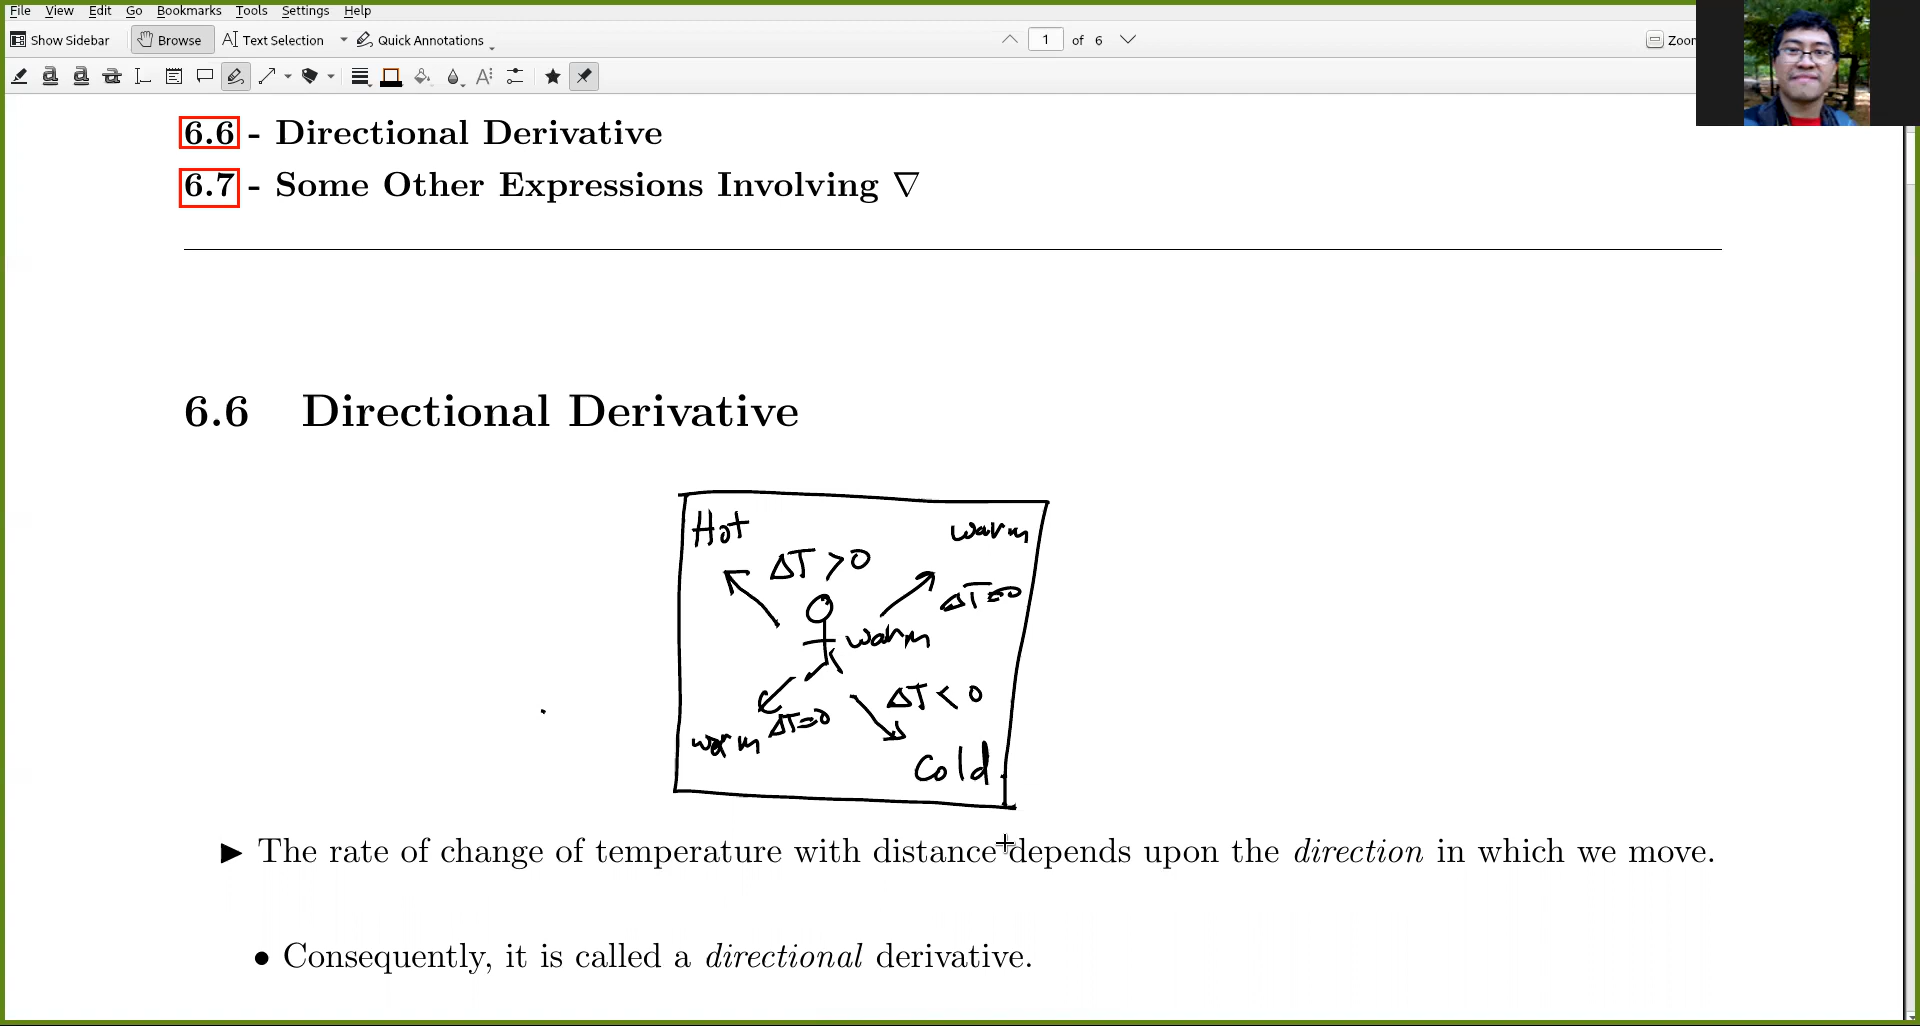 File View Edit Go Bookmarks Tools Settings Help
Show Sidebar Browse Text Selection Quick Annotations 1 of 6 Zoom
6.6 - Directional Derivative
6.7 - Some Other Expressions Involving ∇
6.6 Directional Derivative
Hot warm
ΔT > 0
ΔT = 0
warm
ΔT < 0
ΔT = 0
warm
Cold
▶ The rate of change of temperature with distance depends upon the direction in which we move.
• Consequently, it is called a directional derivative.